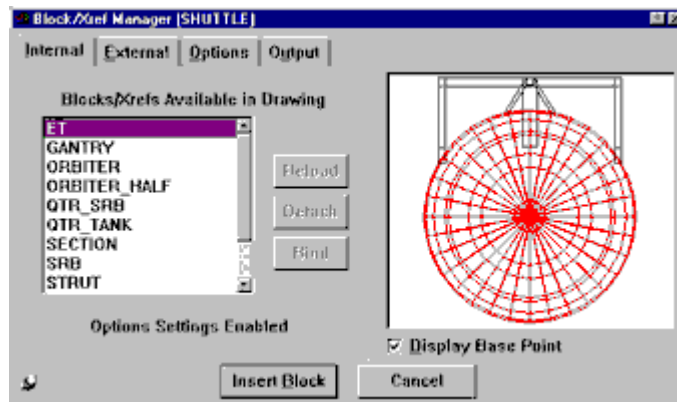 Block/Xref Manager (SHUTTLE)
Internal External Options Output
Blocks/Xrefs Available in Drawing
ET
GANTRY
ORBITER
ORBITER_HALF
QTR_SRB
QTR_TANK
SECTION
SRB
STRUT
Reload
Detach
Bind
Options Settings Enabled
Display Base Point
Insert Block
Cancel